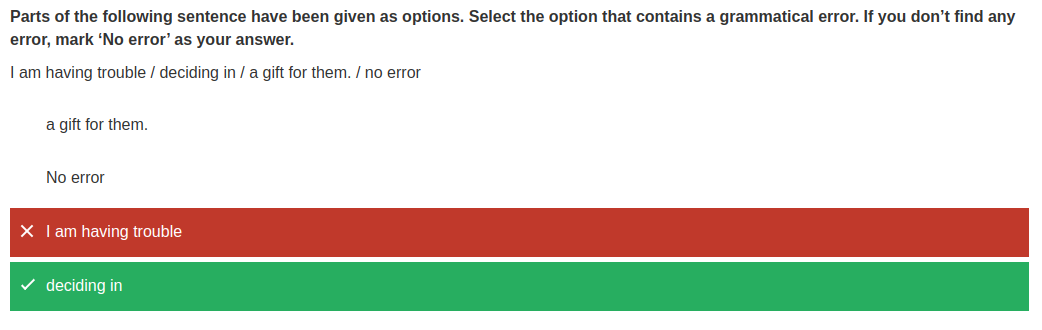 Parts of the following sentence have been given as options. Select the option that contains a grammatical error. If you don’t find any
error, mark ‘No error’ as your answer.
I am having trouble / deciding in / a gift for them. / no error
a gift for them.
No error
I am having trouble
deciding in